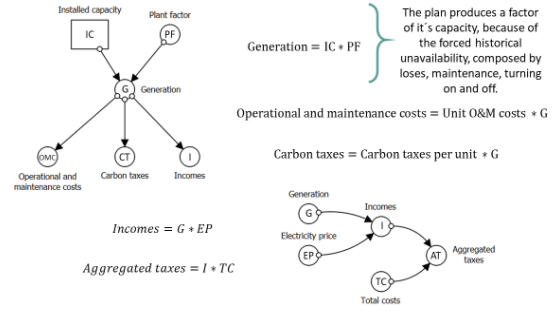 Installed capacity
IC
Plant factor
PF
G
Generation
OMC
Operational and
maintenance costs
CT
Carbon taxes
I
Incomes
Generation = IC * PF
The plan produces a factor
of it´s capacity, because of
the forced historical
unavailability, composed by
loses, maintenance, turning
on and off.
Operational and maintenance costs = Unit O&M costs * G
Carbon taxes = Carbon taxes per unit * G
Incomes = G * EP
Aggregated taxes = I * TC
Generation
G
Incomes
I
Electricity price
EP
AT
Aggregated
taxes
TC
Total costs